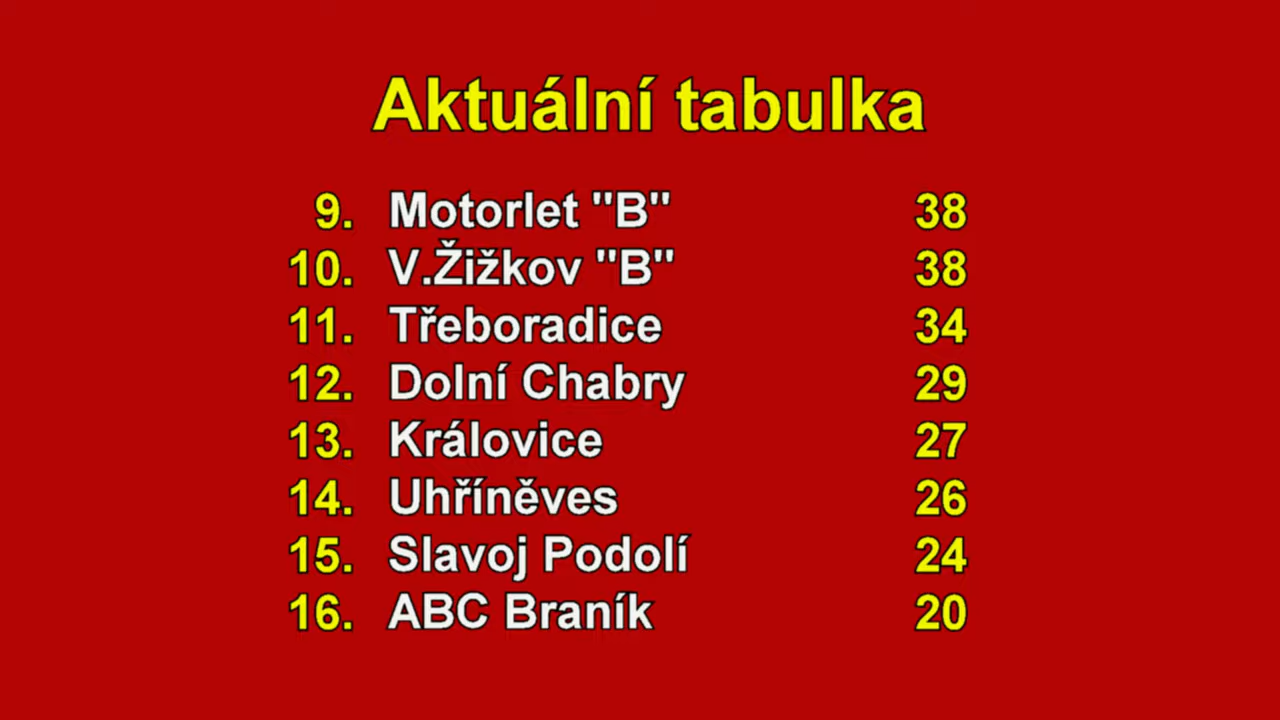 Aktuální tabulka
9. Motorlet "B" 38
10. V.Žižkov "B" 38
11. Třeboradice 34
12. Dolní Chabry 29
13. Královice 27
14. Uhříněves 26
15. Slavoj Podolí 24
16. ABC Braník 20